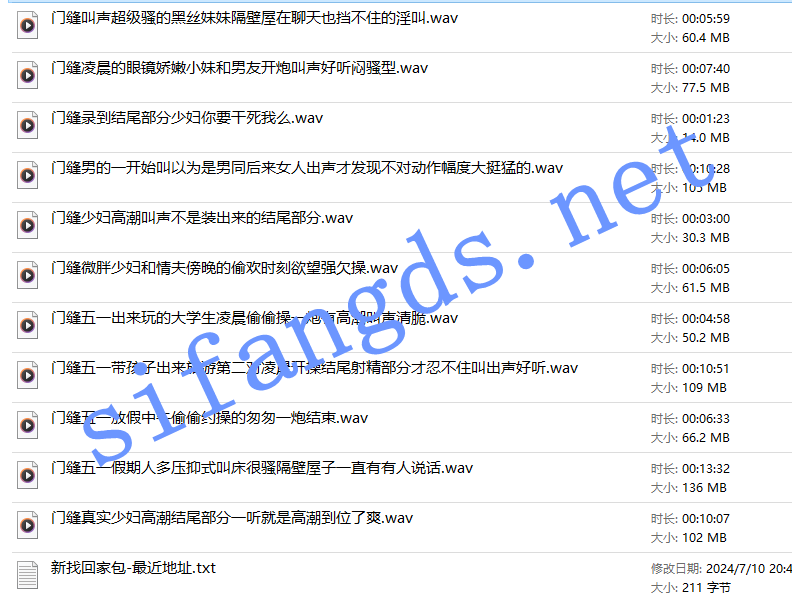 门缝叫声超级骚的黑丝妹妹隔壁屋在聊天也挡不住的淫叫.wav
时长: 00:05:59
大小: 60.4 MB
门缝凌晨的眼镜娇嫩小妹和男友开炮叫声好听闷骚型.wav
时长: 00:07:40
大小: 77.5 MB
门缝录到结尾部分少妇你要干死我么.wav
时长: 00:01:23
大小: 14.0 MB
门缝男的一开始叫以为是男同后来女人出声才发现不对动作幅度大挺猛的.wav
时长: 00:10:28
大小: 105 MB
门缝少妇高潮叫声不是装出来的结尾部分.wav
时长: 00:03:00
大小: 30.3 MB
门缝微胖少妇和情夫傍晚的偷欢时刻欲望强欠操.wav
时长: 00:06:05
大小: 61.5 MB
门缝五一出来玩的大学生凌晨偷偷操一炮 高潮叫声清脆.wav
时长: 00:04:58
大小: 50.2 MB
门缝五一带孩子出来旅游第二对凌晨开操结尾射精部分才忍不住叫出声好听.wav
时长: 00:10:51
大小: 109 MB
门缝五一放假中午偷偷约操的匆匆一炮结束.wav
时长: 00:06:33
大小: 66.2 MB
门缝五一假期人多压抑式叫床很骚隔壁屋子一直有有人说话.wav
时长: 00:13:32
大小: 136 MB
门缝真实少妇高潮结尾部分一听就是高潮到位了爽.wav
时长: 00:10:07
大小: 102 MB
新找回家包-最近地址.txt
修改日期: 2024/7/10 20:4
大小: 211 字节
sifangds.net